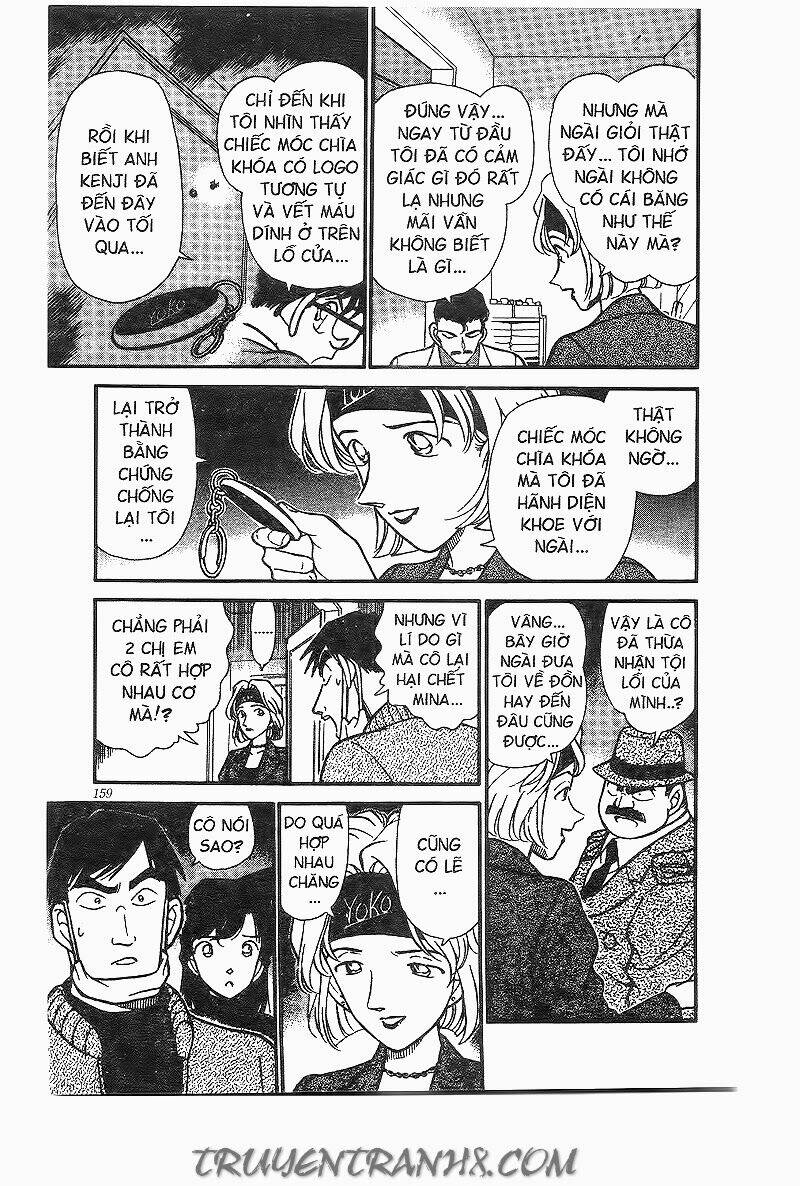 NHƯNG MÀ
NGÀI GIỎI THẬT
ĐẤY... TÔI NHỚ
NGÀI KHÔNG
CÓ CÁI BĂNG
NHƯ THẾ
NÀY MÀ?
ĐÚNG VẬY...
NGAY TỪ ĐẦU
TÔI ĐÃ CÓ CẢM
GIÁC GÌ ĐÓ RẤT
LẠ NHƯNG
MÃI VẪN
KHÔNG BIẾT
LÀ GÌ...
CHỈ ĐẾN KHI
TÔI NHÌN THẤY
CHIẾC MÓC CHÌA
KHÓA CÓ LOGO
TƯƠNG TỰ
VÀ VẾT MÁU
DÍNH Ở TRÊN
LỔ CỬA...
RỒI KHI
BIẾT ANH
KENJI ĐÃ
ĐẾN ĐÂY
VÀO TỐI
QUA...
YOKO
THẬT
KHÔNG
NGỜ...
CHIẾC MÓC
CHÌA KHÓA
MÀ TÔI ĐÃ
HÃNH DIỆN
KHOE VỚI
NGÀI...
YOKO
LẠI TRỞ
THÀNH
BẰNG
CHỨNG
CHỐNG
LẠI TÔI
...
VẬY LÀ CÔ
ĐÃ THỪA
NHẬN TỘI
LỖI CỦA
MÌNH..?
VÂNG...
BÂY GIỜ
NGÀI ĐƯA
TÔI VỀ ĐỒN
HAY ĐẾN
ĐÂU CŨNG
ĐƯỢC...
NHƯNG VÌ
LÍ DO GÌ
MÀ CÔ LẠI
HẠI CHẾT
MINA...
......
CHẲNG PHẢI
2 CHỊ EM
CÔ RẤT HỢP
NHAU CƠ
MÀ!?
159
CŨNG
CÓ LẼ
...
DO QUÁ
HỢP
NHAU
CHĂNG
...
YOKO
CÔ NÓI
SAO?
TRUYENTRANH8.COM